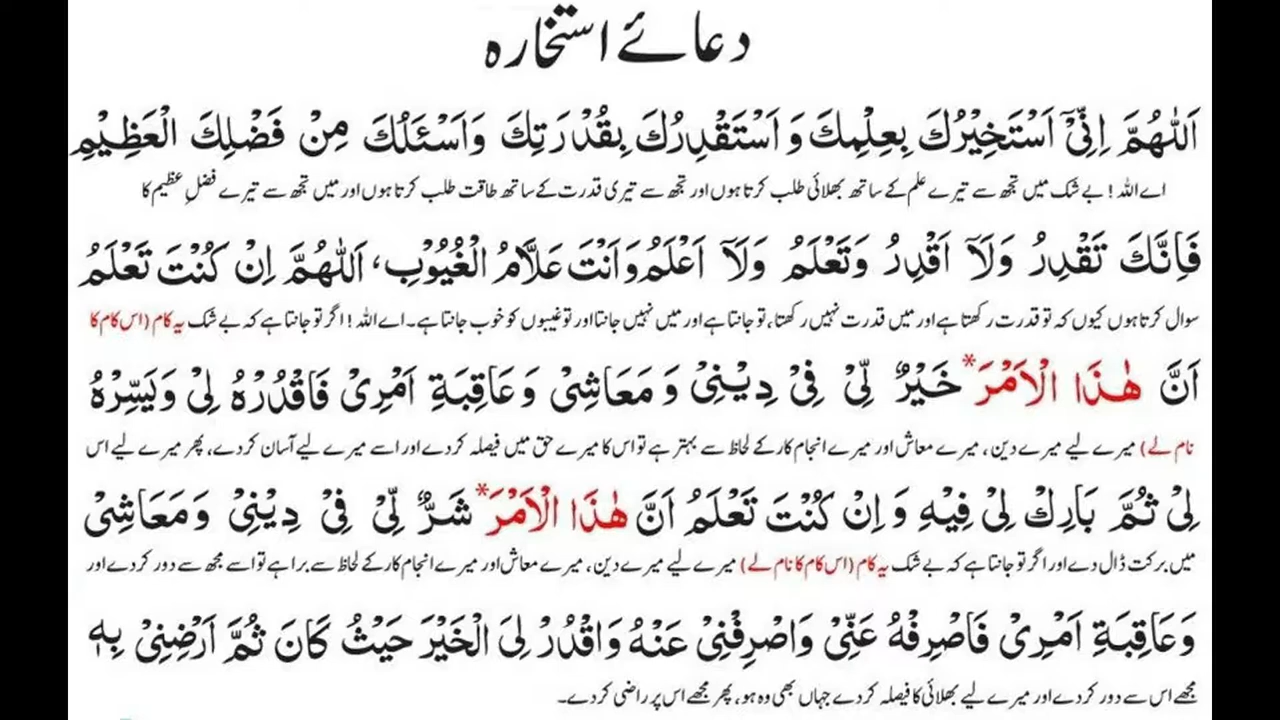 دعائے استخارہ
اَللّٰهُمَّ اِنِّیْٓ اَسْتَخِیْرُكَ بِعِلْمِكَ وَ اَسْتَقْدِرُكَ بِقُدْرَتِكَ وَاَسْئَلُكَ مِنْ فَضْلِكَ الْعَظِیْمِ
اے اللہ! بے شک میں تجھ سے تیرے علم کے ساتھ بھلائی طلب کرتا ہوں اور تجھ سے تیری قدرت کے ساتھ طاقت طلب کرتا ہوں اور میں تجھ سے تیرے فضلِ عظیم کا
فَاِنَّكَ تَقْدِرُ وَلَآ اَقْدِرُ وَتَعْلَمُ وَلَآ اَعْلَمُ وَاَنْتَ عَلَّامُ الْغُیُوْبِ، اَللّٰهُمَّ اِنْ كُنْتَ تَعْلَمُ
سوال کرتا ہوں کیوں کہ تو قدرت رکھتا ہے اور میں قدرت نہیں رکھتا، تو جانتا ہے اور میں نہیں جانتا اور تو غیبوں کو خوب جانتا ہے۔ اے اللہ! اگر تو جانتا ہے کہ بے شک یہ کام (اس کام کا
اَنَّ هٰذَا الْاَمْرَ* خَیْرٌ لِّیْ فِیْ دِیْنِیْ وَ مَعَاشِیْ وَعَاقِبَةِ اَمْرِیْ فَاقْدُرْهُ لِیْ وَیَسِّرْهُ
نام لے) میرے لیے میرے دین، میرے معاش اور میرے انجام کار کے لحاظ سے بہتر ہے تو اس کا میرے حق میں فیصلہ کر دے اور اسے میرے لیے آسان کر دے، پھر میرے لیے اس
لِیْ ثُمَّ بَارِكْ لِیْ فِیْهِ وَ اِنْ كُنْتَ تَعْلَمُ اَنَّ هٰذَا الْاَمْرَ* شَرٌّ لِّیْ فِیْ دِیْنِیْ وَمَعَاشِیْ
میں برکت ڈال دے اور اگر تو جانتا ہے کہ بے شک یہ کام (اس کام کا نام لے) میرے لیے میرے دین، میرے معاش اور میرے انجام کار کے لحاظ سے برا ہے تو اسے مجھ سے دور کر دے اور
وَعَاقِبَةِ اَمْرِیْ فَاصْرِفْهُ عَنِّیْ وَاصْرِفْنِیْ عَنْهُ وَاقْدُرْ لِیَ الْخَیْرَ حَیْثُ كَانَ ثُمَّ اَرْضِنِیْ بِهٖ
مجھے اس سے دور کر دے اور میرے لیے بھلائی کا فیصلہ کر دے جہاں بھی وہ ہو، پھر مجھے اس پر راضی کر دے۔